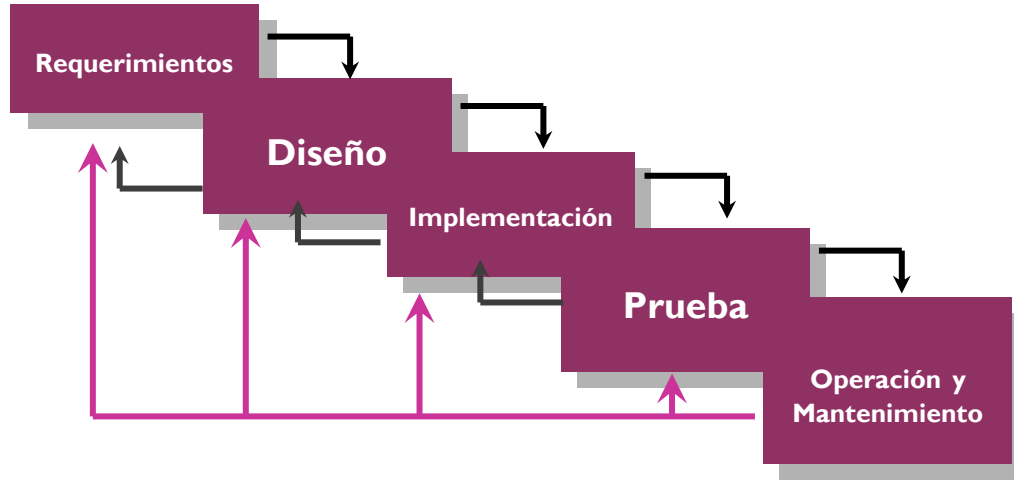 Requerimientos
Diseño
Implementación
Prueba
Operación y
Mantenimiento